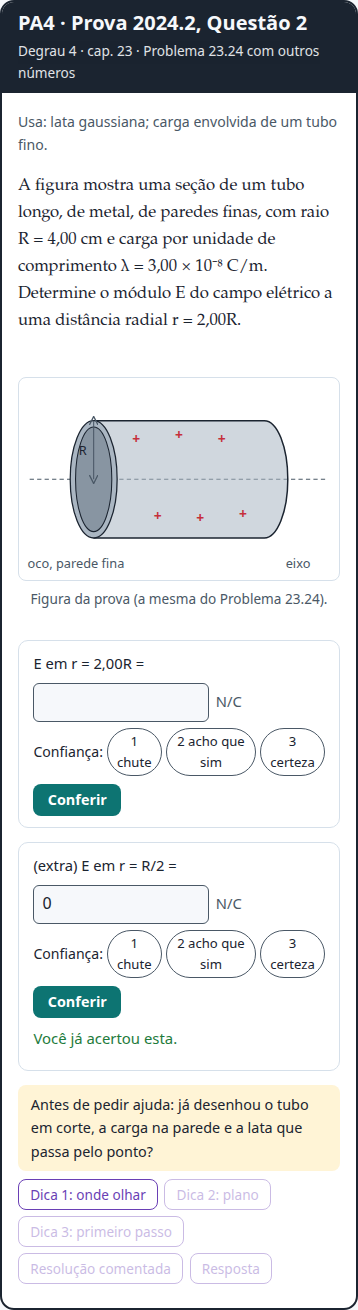 PA4 · Prova 2024.2, Questão 2
Degrau 4 · cap. 23 · Problema 23.24 com outros
números
Usa: lata gaussiana; carga envolvida de um tubo
fino.
A figura mostra uma seção de um tubo
longo, de metal, de paredes finas, com raio
R = 4,00 cm e carga por unidade de
comprimento λ = 3,00 × 10⁻⁸ C/m.
Determine o módulo E do campo elétrico a
uma distância radial r = 2,00R.
+ + +
R
+ + +
oco, parede fina eixo
Figura da prova (a mesma do Problema 23.24).
E em r = 2,00R =
N/C
Confiança: 1 chute 2 acho que sim 3 certeza
Conferir
(extra) E em r = R/2 =
0 N/C
Confiança: 1 chute 2 acho que sim 3 certeza
Conferir
Você já acertou esta.
Antes de pedir ajuda: já desenhou o tubo
em corte, a carga na parede e a lata que
passa pelo ponto?
Dica 1: onde olhar Dica 2: plano
Dica 3: primeiro passo
Resolução comentada Resposta